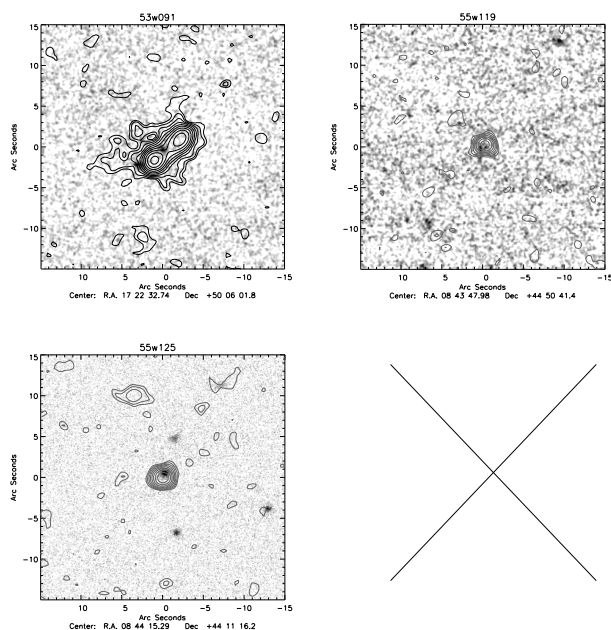 53w091
15
10
5
0
-5
-10
Arc Seconds
10 5 0 -5 -10 -15
Arc Seconds
Center: R.A. 17 22 32.74 Dec +50 06 01.8
55w119
15
10
5
0
-5
-10
Arc Seconds
10 5 0 -5 -10 -15
Arc Seconds
Center: R.A. 08 43 47.98 Dec +44 50 41.4
55w125
15
10
5
0
-5
-10
Arc Seconds
15 10 5 0 -5 -10 -15
Arc Seconds
Center: R.A. 08 44 15.29 Dec +44 11 16.2